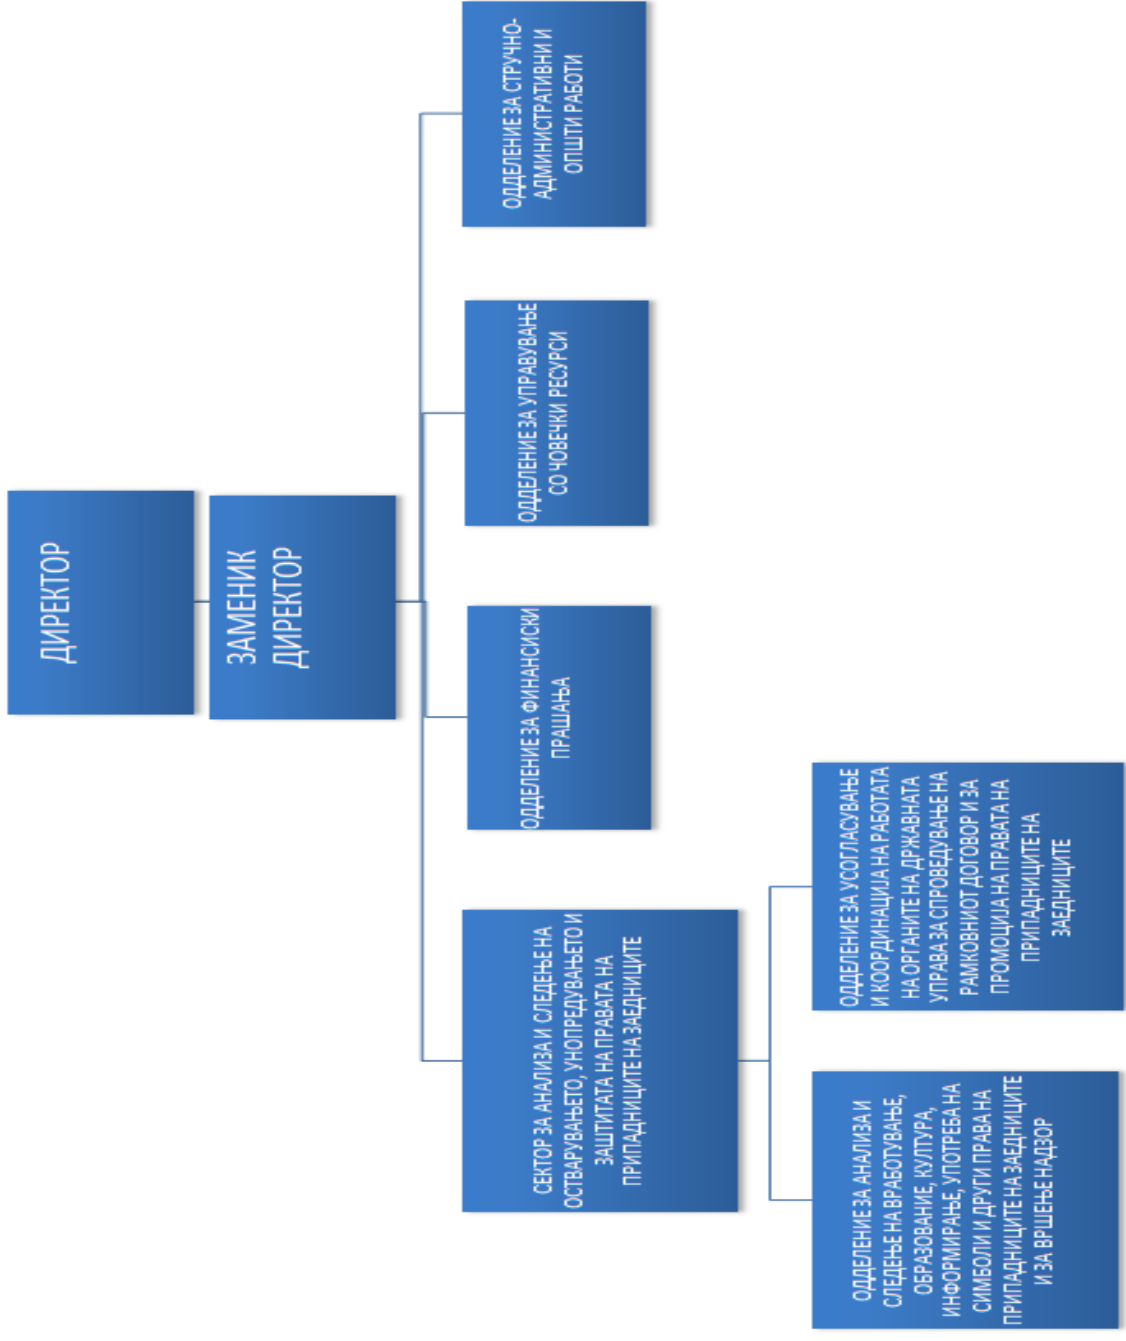 ДИРЕКТОР
ЗАМЕНИК
ДИРЕКТОР
СЕКТОР ЗА АНАЛИЗА И СЛЕДЕЊЕ НА
ОСТВАРУВАЊЕТО, УНОПРЕДУВАЊЕТО И
ЗАШТИТАТА НА ПРАВАТА НА
ПРИПАДНИЦИТЕ НА ЗАЕДНИЦИТЕ
ОДДЕЛЕНИЕ ЗА ФИНАНСИСКИ
ПРАШАЊА
ОДДЕЛЕНИЕ ЗА УПРАВУВАЊЕ
СО ЧОВЕЧКИ РЕСУРСИ
ОДДЕЛЕНИЕ ЗА СТРУЧНО-
АДМИНИСТРАТИВНИ И
ОПШТИ РАБОТИ
ОДДЕЛЕНИЕ ЗА АНАЛИЗА И
СЛЕДЕЊЕ НА ВРАБОТУВАЊЕ,
ОБРАЗОВАНИЕ, КУЛТУРА,
ИНФОРМИРАЊЕ, УПОТРЕБА НА
СИМБОЛИ И ДРУГИ ПРАВА НА
ПРИПАДНИЦИТЕ НА ЗАЕДНИЦИТЕ
И ЗА ВРШЕЊЕ НАДЗОР
ОДДЕЛЕНИЕ ЗА УСОГЛАСУВАЊЕ
И КООРДИНАЦИЈА НА РАБОТАТА
НА ОРГАНИТЕ НА ДРЖАВНАТА
УПРАВА ЗА СПРОВЕДУВАЊЕ НА
РАМКОВНИОТ ДОГОВОР И ЗА
ПРОМОЦИЈА НА ПРАВАТА НА
ПРИПАДНИЦИТЕ НА
ЗАЕДНИЦИТЕ